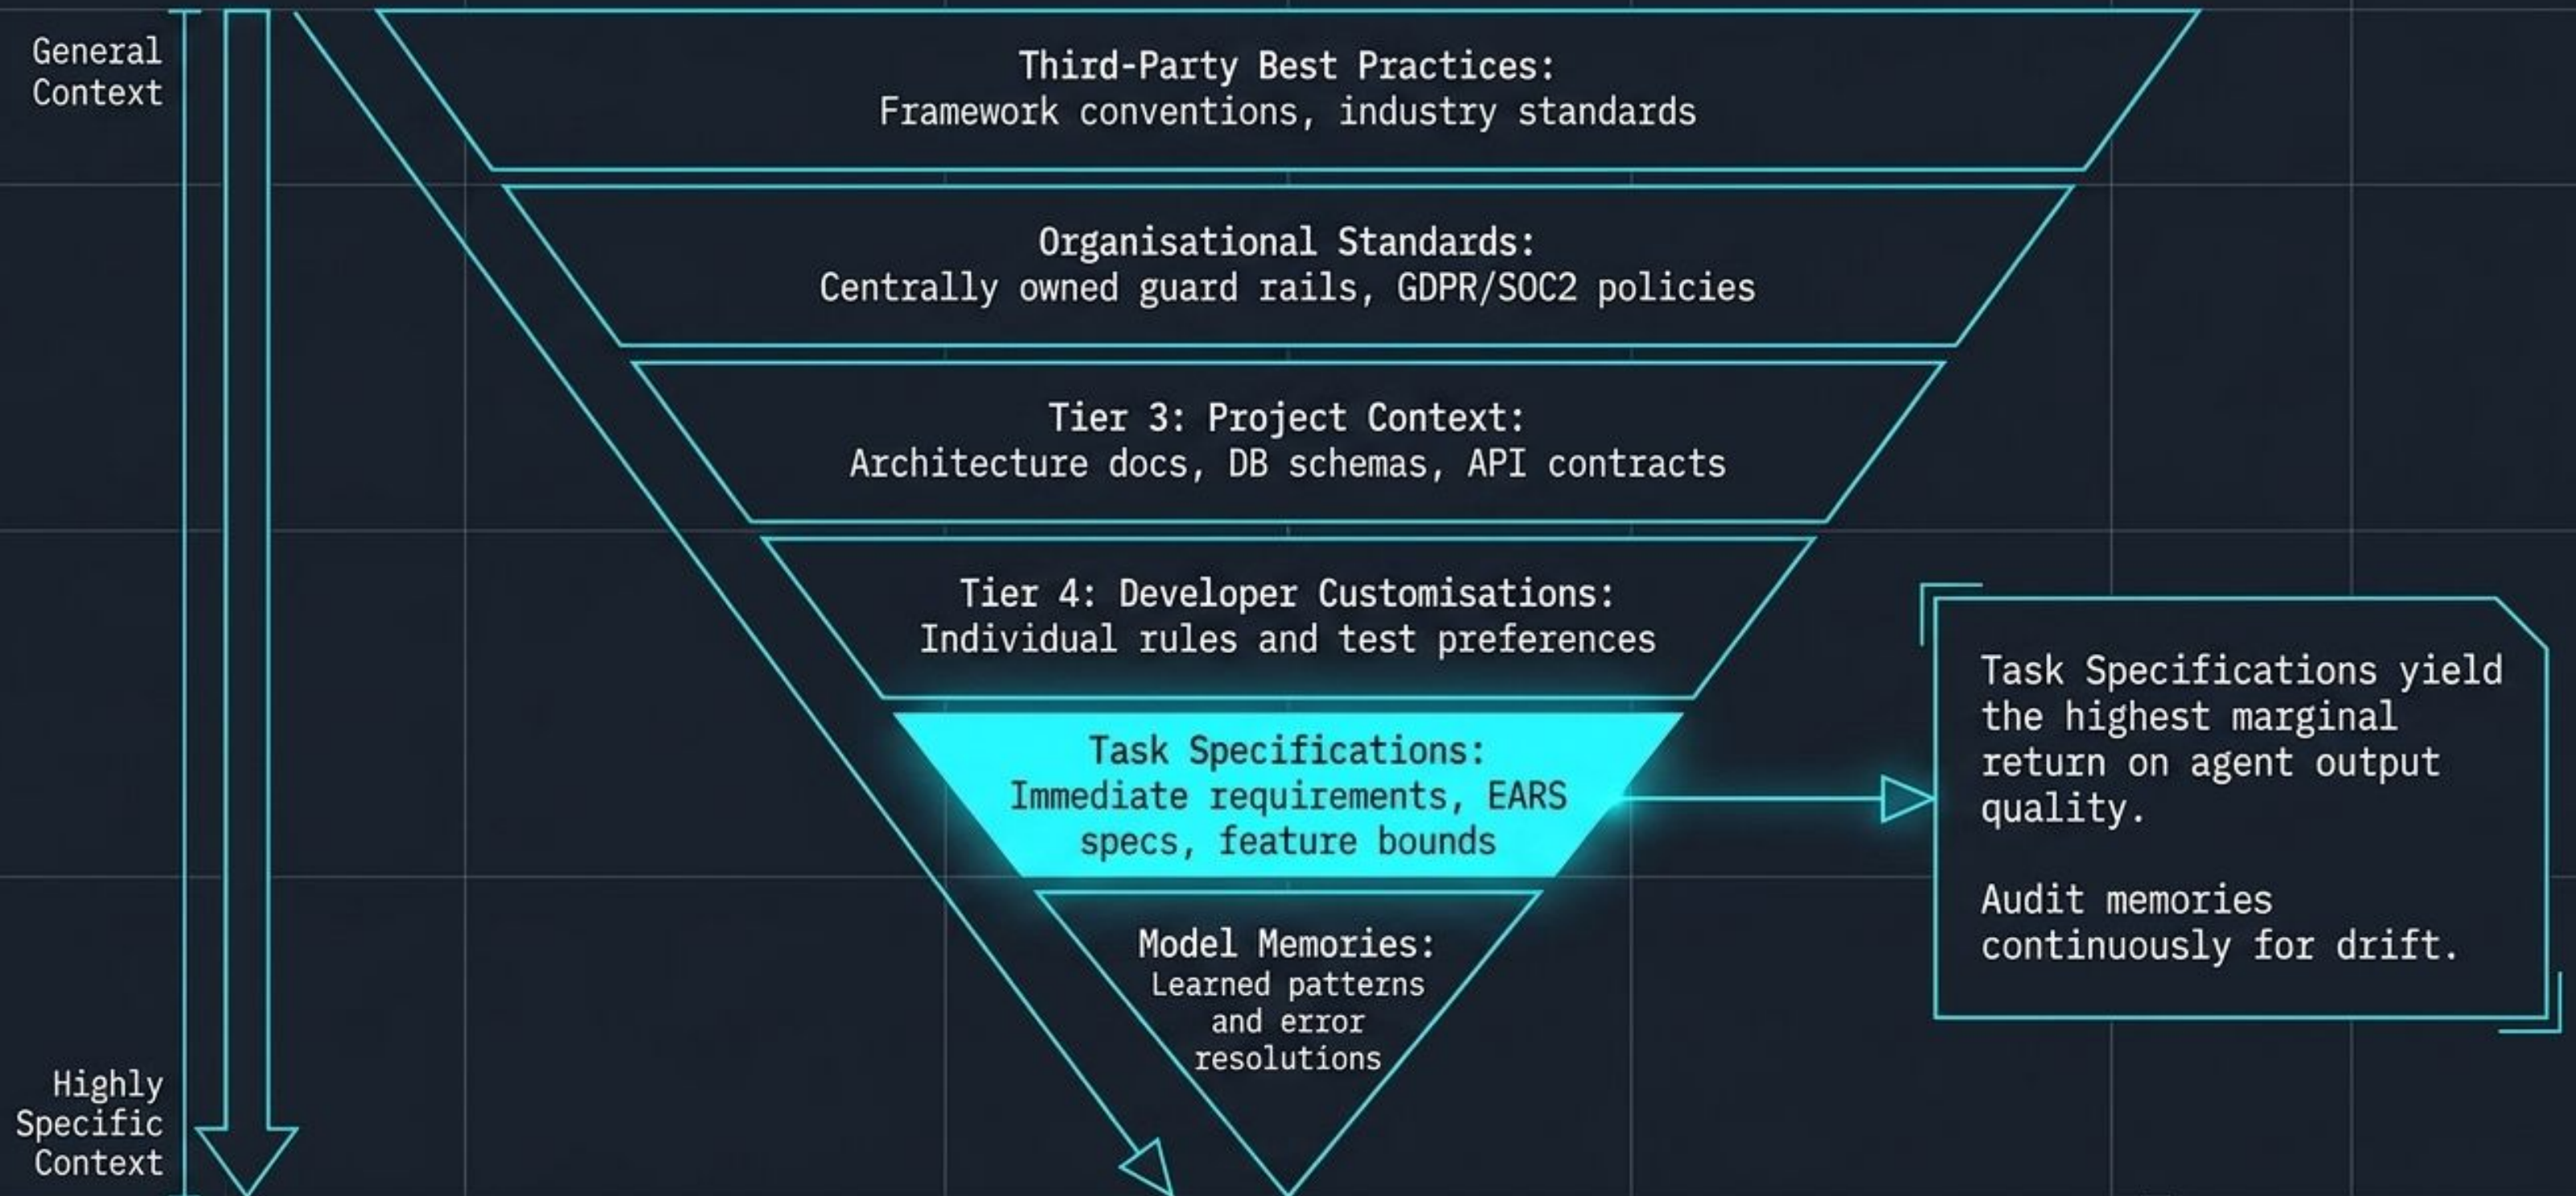 General
Context
Third-Party Best Practices:
Framework conventions, industry standards
Organisational Standards:
Centrally owned guard rails, GDPR/SOC2 policies
Tier 3: Project Context:
Architecture docs, DB schemas, API contracts
Tier 4: Developer Customisations:
Individual rules and test preferences
Task Specifications:
Immediate requirements, EARS
specs, feature bounds
Task Specifications yield
the highest marginal
return on agent output
quality.
Audit memories
continuously for drift.
Model Memories:
Learned patterns
and error
resolutions
Highly
Specific
Context